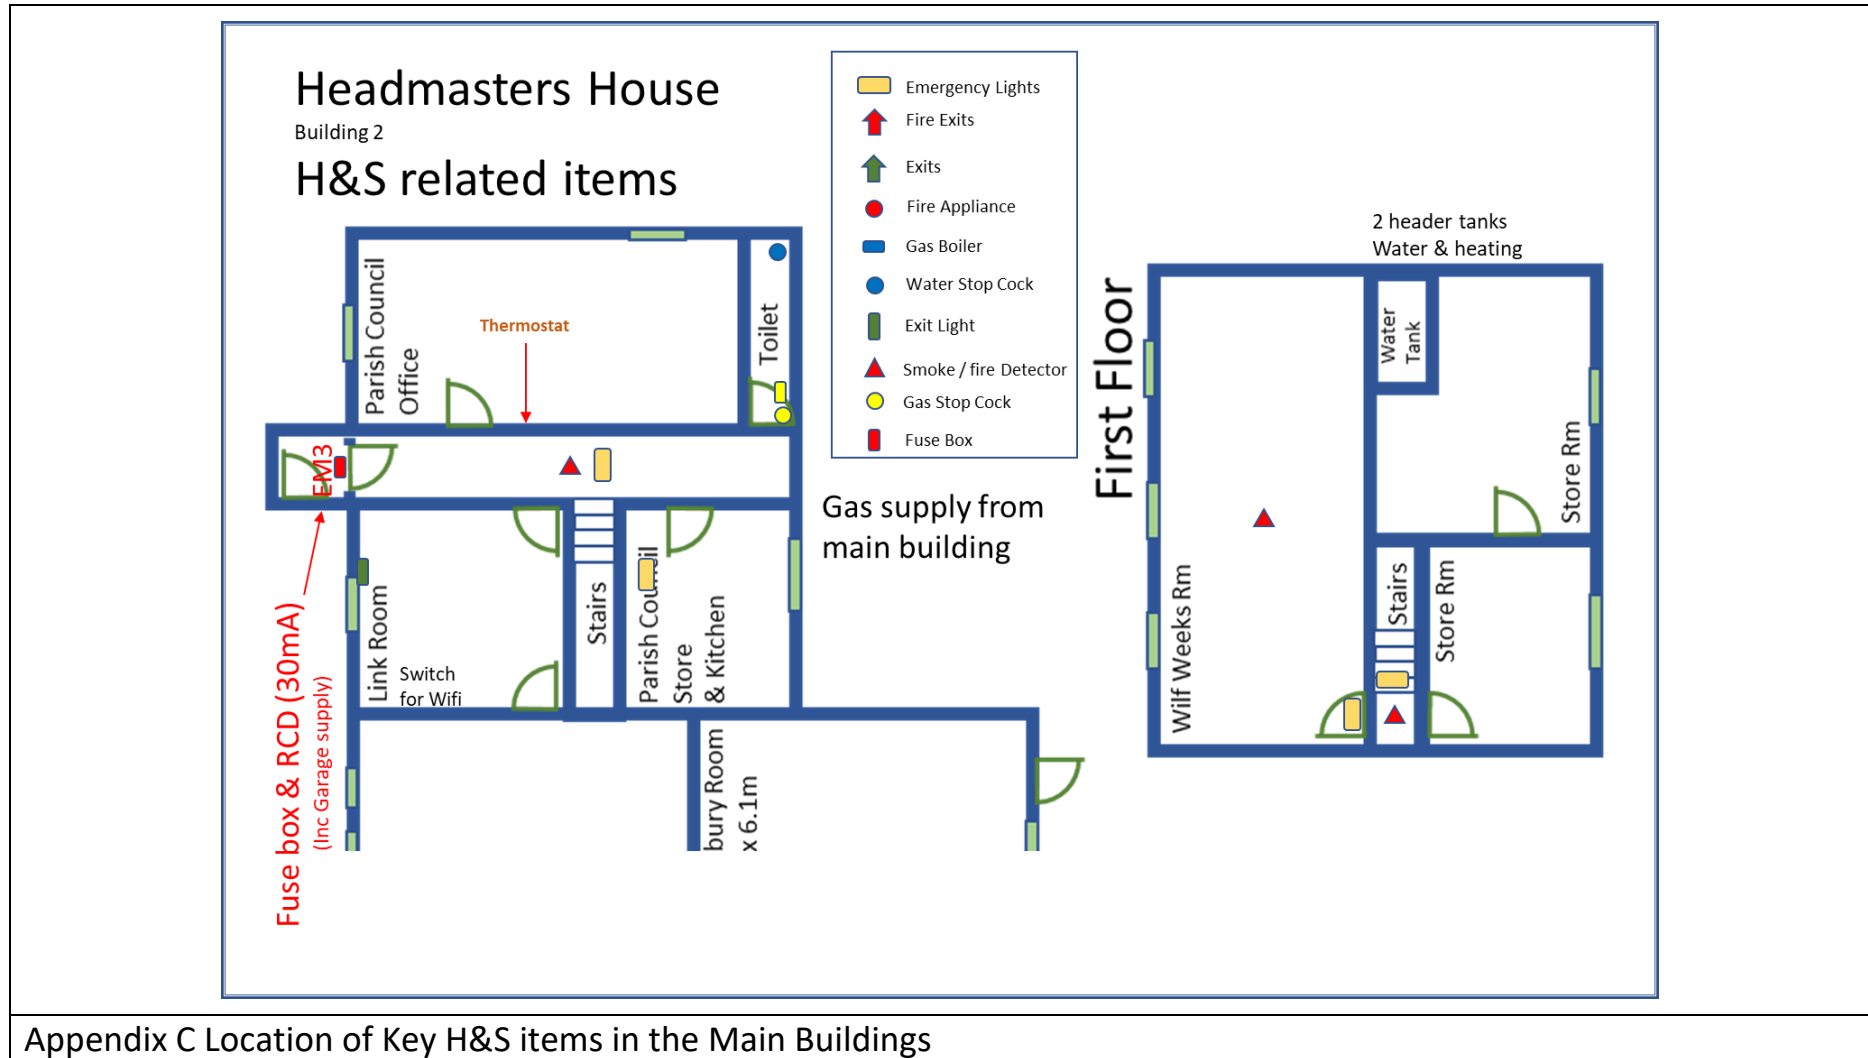 Headmasters House
Building 2
H&S related items
Emergency Lights
Fire Exits
Exits
Fire Appliance
Gas Boiler
Water Stop Cock
Exit Light
Smoke / fire Detector
Gas Stop Cock
Fuse Box
Parish Council
Office
Thermostat
Toilet
EM3
Fuse box & RCD (30mA)
(Inc Garage supply)
Link Room
Switch
for Wifi
Stairs
Parish Council
Store
& Kitchen
bury Room
x 6.1m
Gas supply from
main building
First Floor
2 header tanks
Water & heating
Water
Tank
Store Rm
Wilf Weeks Rm
Stairs
Store Rm
Appendix C Location of Key H&S items in the Main Buildings